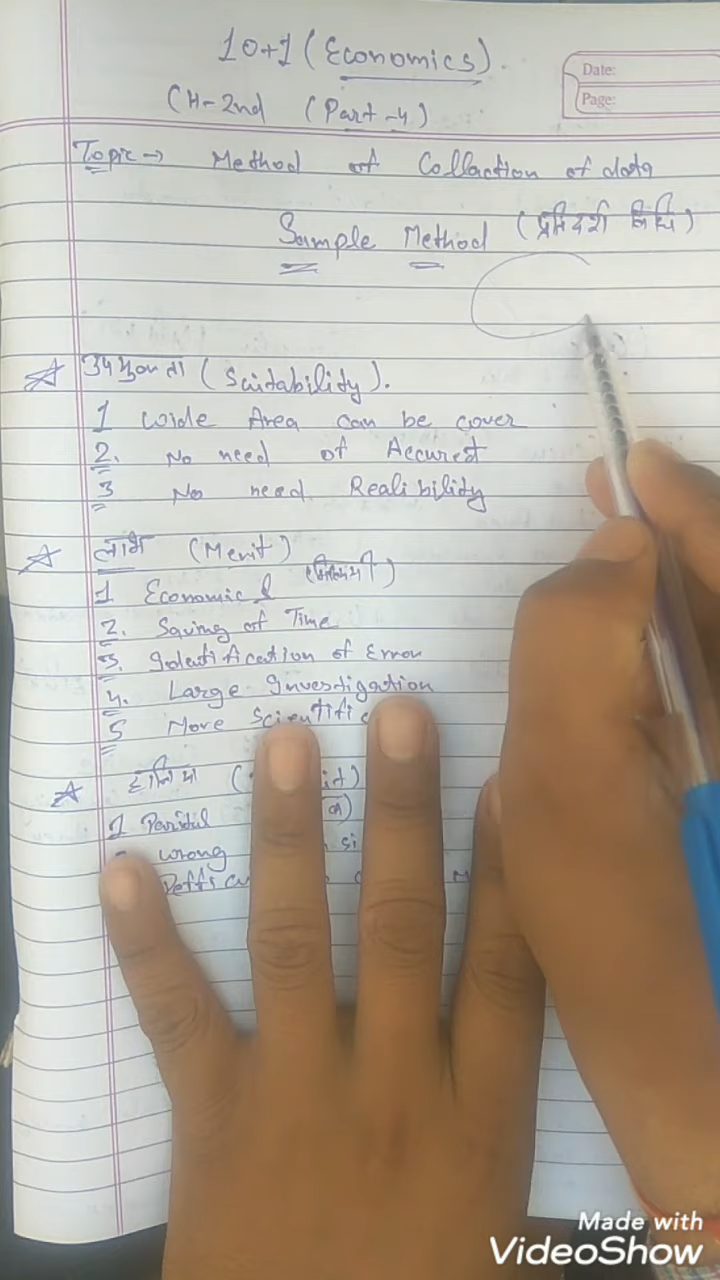 10+1 (Economics).
Date:
Page:
CH-2nd (Part-4)
Topic→ Method of Collaction of data
Sample Method (प्रतिदर्श विधि)
उपयुक्तता (Suitability).
1 Wide Area can be cover
2. No need of Accurest
3 No need Realibility
लाभ (Merit)
1 Economical
2. Saving of Time
3. Identification of Error
4. Large Investigation
5 More Scientific
हानिया
1
wrong
Made with
VideoShow